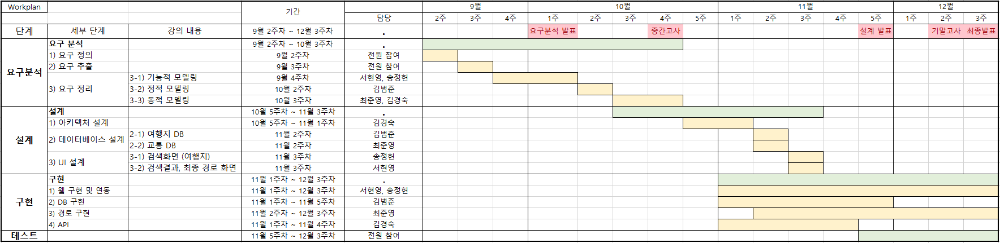 Workplan 기간 9월 10월 11월 12월
담당 2주 3주 4주 1주 2주 3주 4주 5주 1주 2주 3주 4주 5주 1주 2주 3주
단계 세부 단계 강의 내용 9월 2주차 ~ 12월 3주차 . 요구분석 발표 중간고사 설계 발표 기말고사 최종발표
요구분석
요구 분석 9월 2주차 ~ 10월 3주차 .
1) 요구 정의 9월 2주차 전원 참여
2) 요구 추출 9월 3주차 전원 참여
3) 요구 정리
3-1) 기능적 모델링 9월 4주차 서현영, 송정헌
3-2) 정적 모델링 10월 2주차 김범준
3-3) 동적 모델링 10월 3주차 최준영, 김경숙
설계
설계 10월 5주차 ~ 11월 3주차 .
1) 아키텍처 설계 10월 5주차 ~ 11월 1주차 김경숙
2) 데이터베이스 설계
2-1) 여행지 DB 11월 2주차 김범준
2-2) 교통 DB 11월 2주차 최준영
3) UI 설계
3-1) 검색화면 (여행지) 11월 3주차 송정헌
3-2) 검색결과, 최종 경로 화면 11월 3주차 서현영
구현
구현 11월 1주차 ~ 12월 3주차 .
1) 웹 구현 및 연동 11월 1주차 ~ 12월 3주차 서현영, 송정헌
2) DB 구현 11월 1주차 ~ 11월 5주차 김범준
3) 경로 구현 11월 2주차 ~ 12월 3주차 최준영
4) API 11월 1주차 ~ 11월 4주차 김경숙
테스트 11월 5주차 ~ 12월 3주차 전원 참여